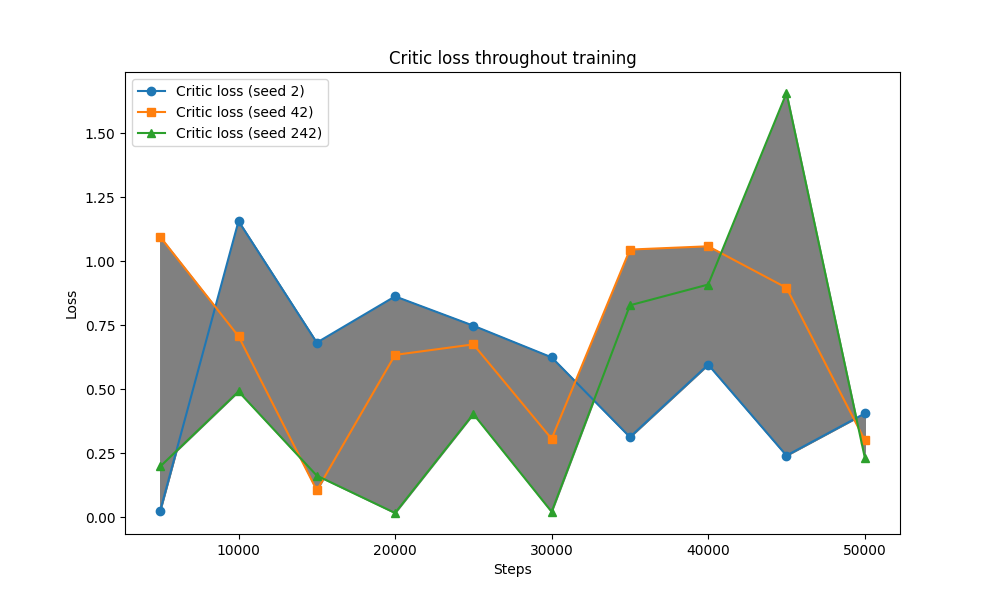 Critic loss throughout training
Critic loss (seed 2)
Critic loss (seed 42)
Critic loss (seed 242)
Loss
1.50
1.25
1.00
0.75
0.50
0.25
0.00
10000 20000 30000 40000 50000
Steps